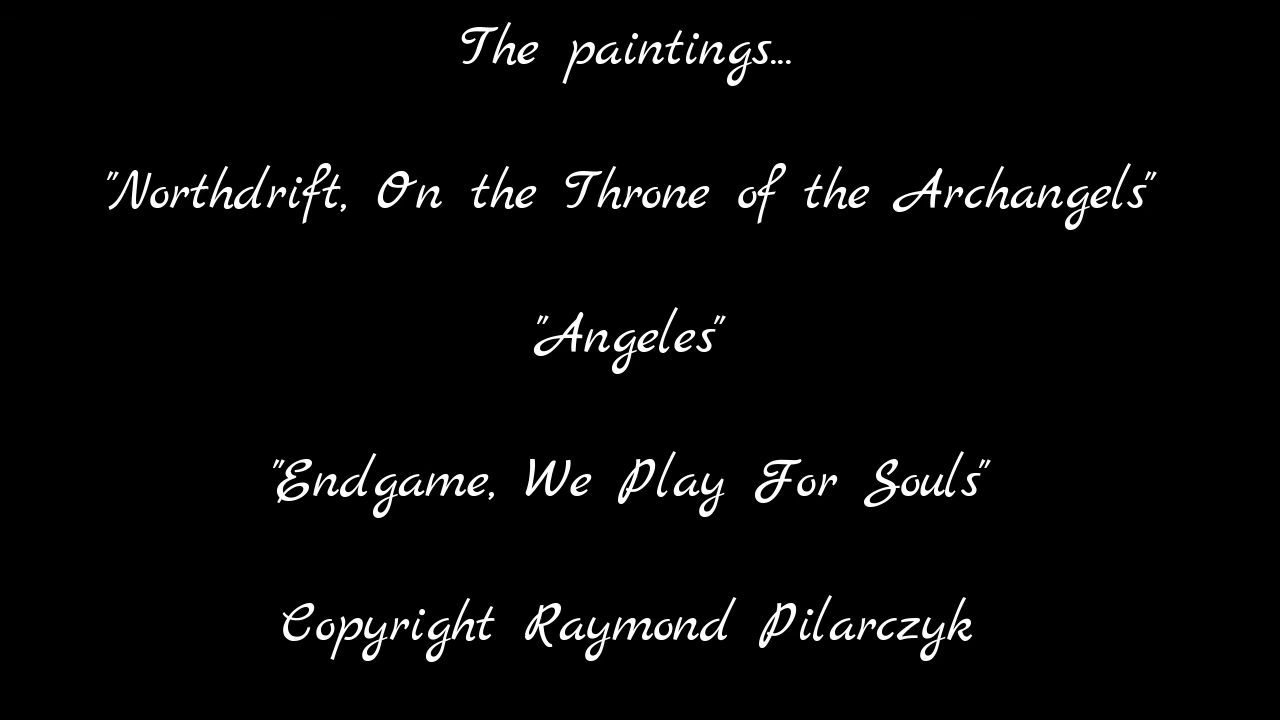 The paintings...
"Northdrift, On the Throne of the Archangels"
"Angeles"
"Endgame, We Play For Souls"
Copyright Raymond Pilarczyk